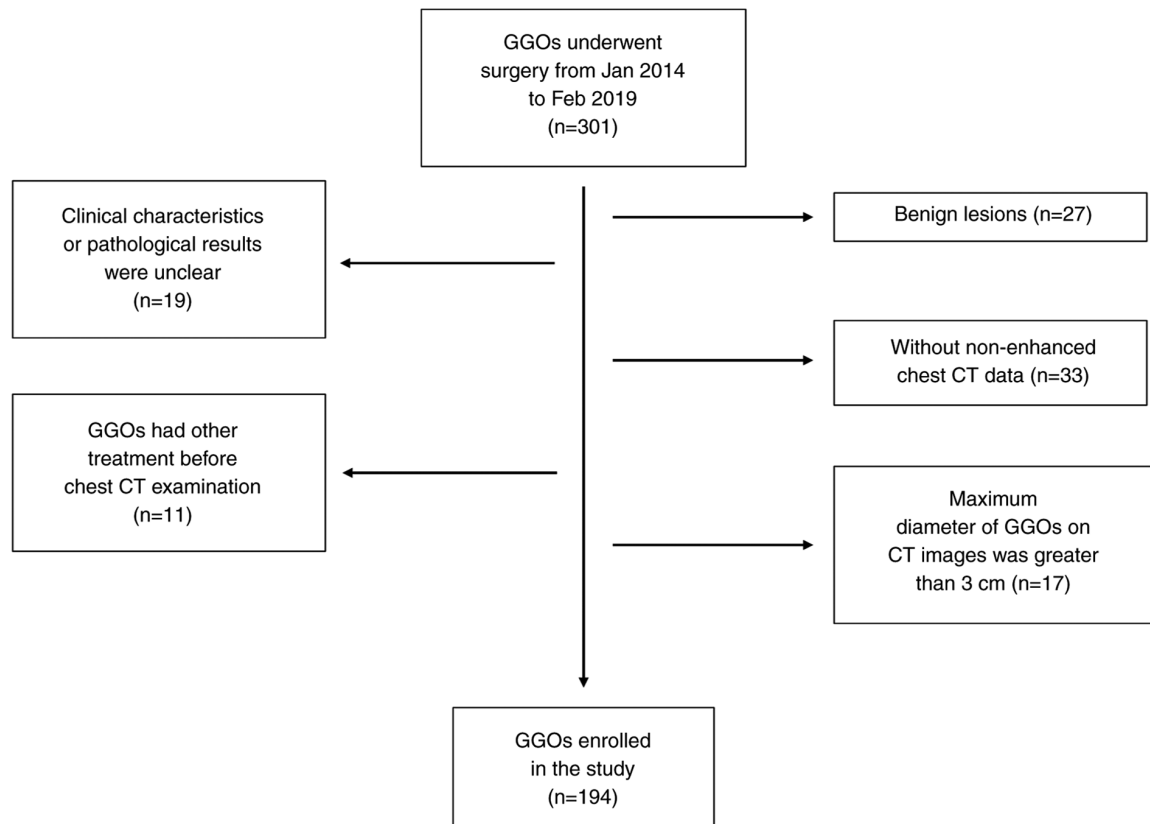 GGOs underwent
surgery from Jan 2014
to Feb 2019
(n=301)
Clinical characteristics
or pathological results
were unclear
(n=19)
Benign lesions (n=27)
Without non-enhanced
chest CT data (n=33)
GGOs had other
treatment before
chest CT examination
(n=11)
Maximum
diameter of GGOs on
CT images was greater
than 3 cm (n=17)
GGOs enrolled
in the study
(n=194)